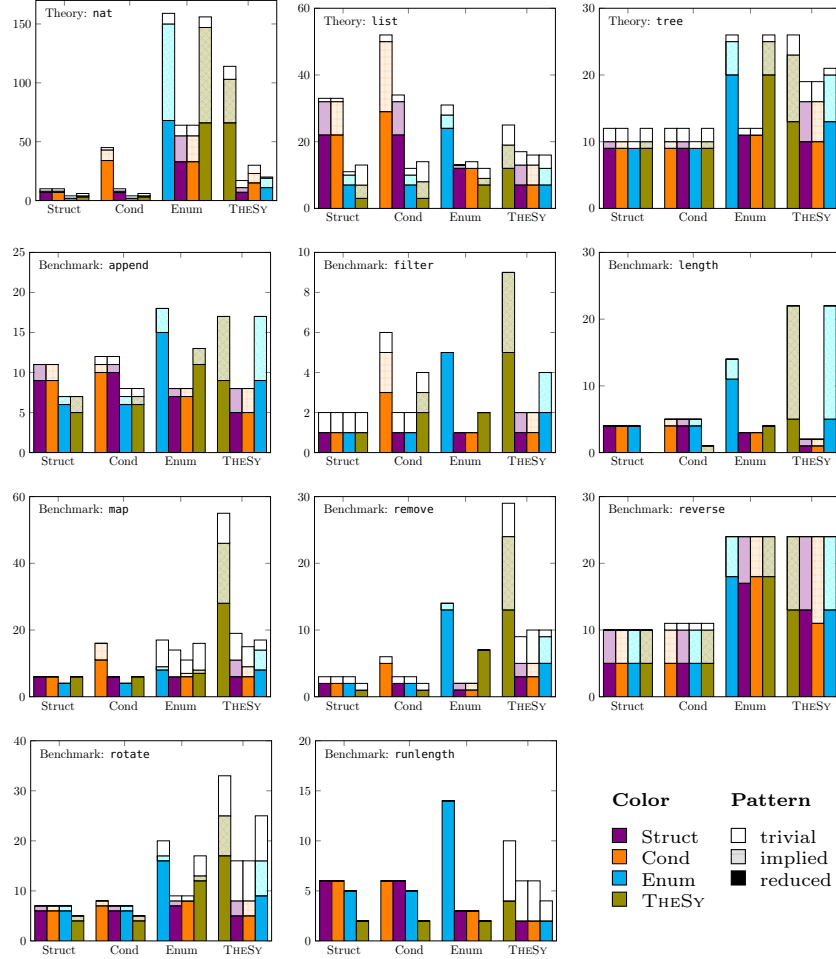 Theory: nat
150
100
50
0
Struct Cond Enum THESY
Theory: list
60
40
20
0
Struct Cond Enum THESY
Theory: tree
30
20
10
0
Struct Cond Enum THESY
Benchmark: append
25
20
15
10
5
0
Struct Cond Enum THESY
Benchmark: filter
10
8
6
4
2
0
Struct Cond Enum THESY
Benchmark: length
30
20
10
0
Struct Cond Enum THESY
Benchmark: map
60
40
20
0
Struct Cond Enum THESY
Benchmark: remove
30
20
10
0
Struct Cond Enum THESY
Benchmark: reverse
30
20
10
0
Struct Cond Enum THESY
Benchmark: rotate
40
30
20
10
0
Struct Cond Enum THESY
Benchmark: runlength
20
15
10
5
0
Struct Cond Enum THESY
Color Pattern
Struct trivial
Cond implied
Enum reduced
THESY